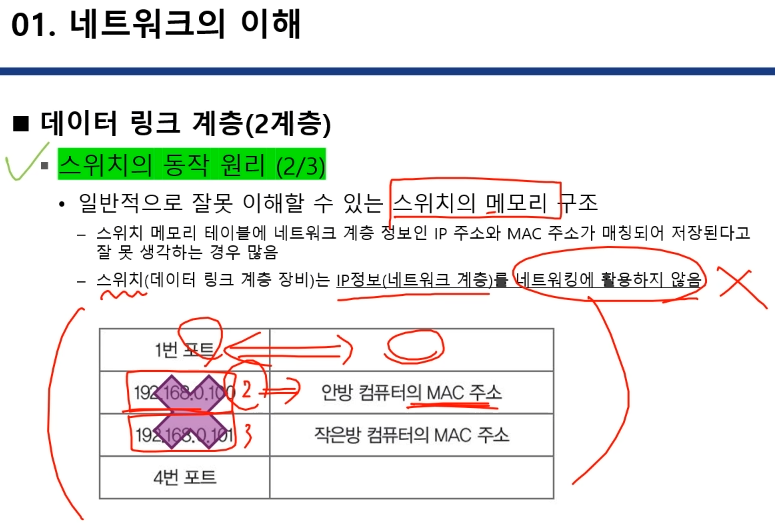 01. 네트워크의 이해
■ 데이터 링크 계층(2계층)
▪ 스위치의 동작 원리 (2/3)
• 일반적으로 잘못 이해할 수 있는 스위치의 메모리 구조
– 스위치 메모리 테이블에 네트워크 계층 정보인 IP 주소와 MAC 주소가 매칭되어 저장된다고
잘 못 생각하는 경우 많음
– 스위치(데이터 링크 계층 장비)는 IP정보(네트워크 계층)를 네트워킹에 활용하지 않음
1번 포트
192.168.0.100 2 안방 컴퓨터의 MAC 주소
192.168.0.101 3 작은방 컴퓨터의 MAC 주소
4번 포트